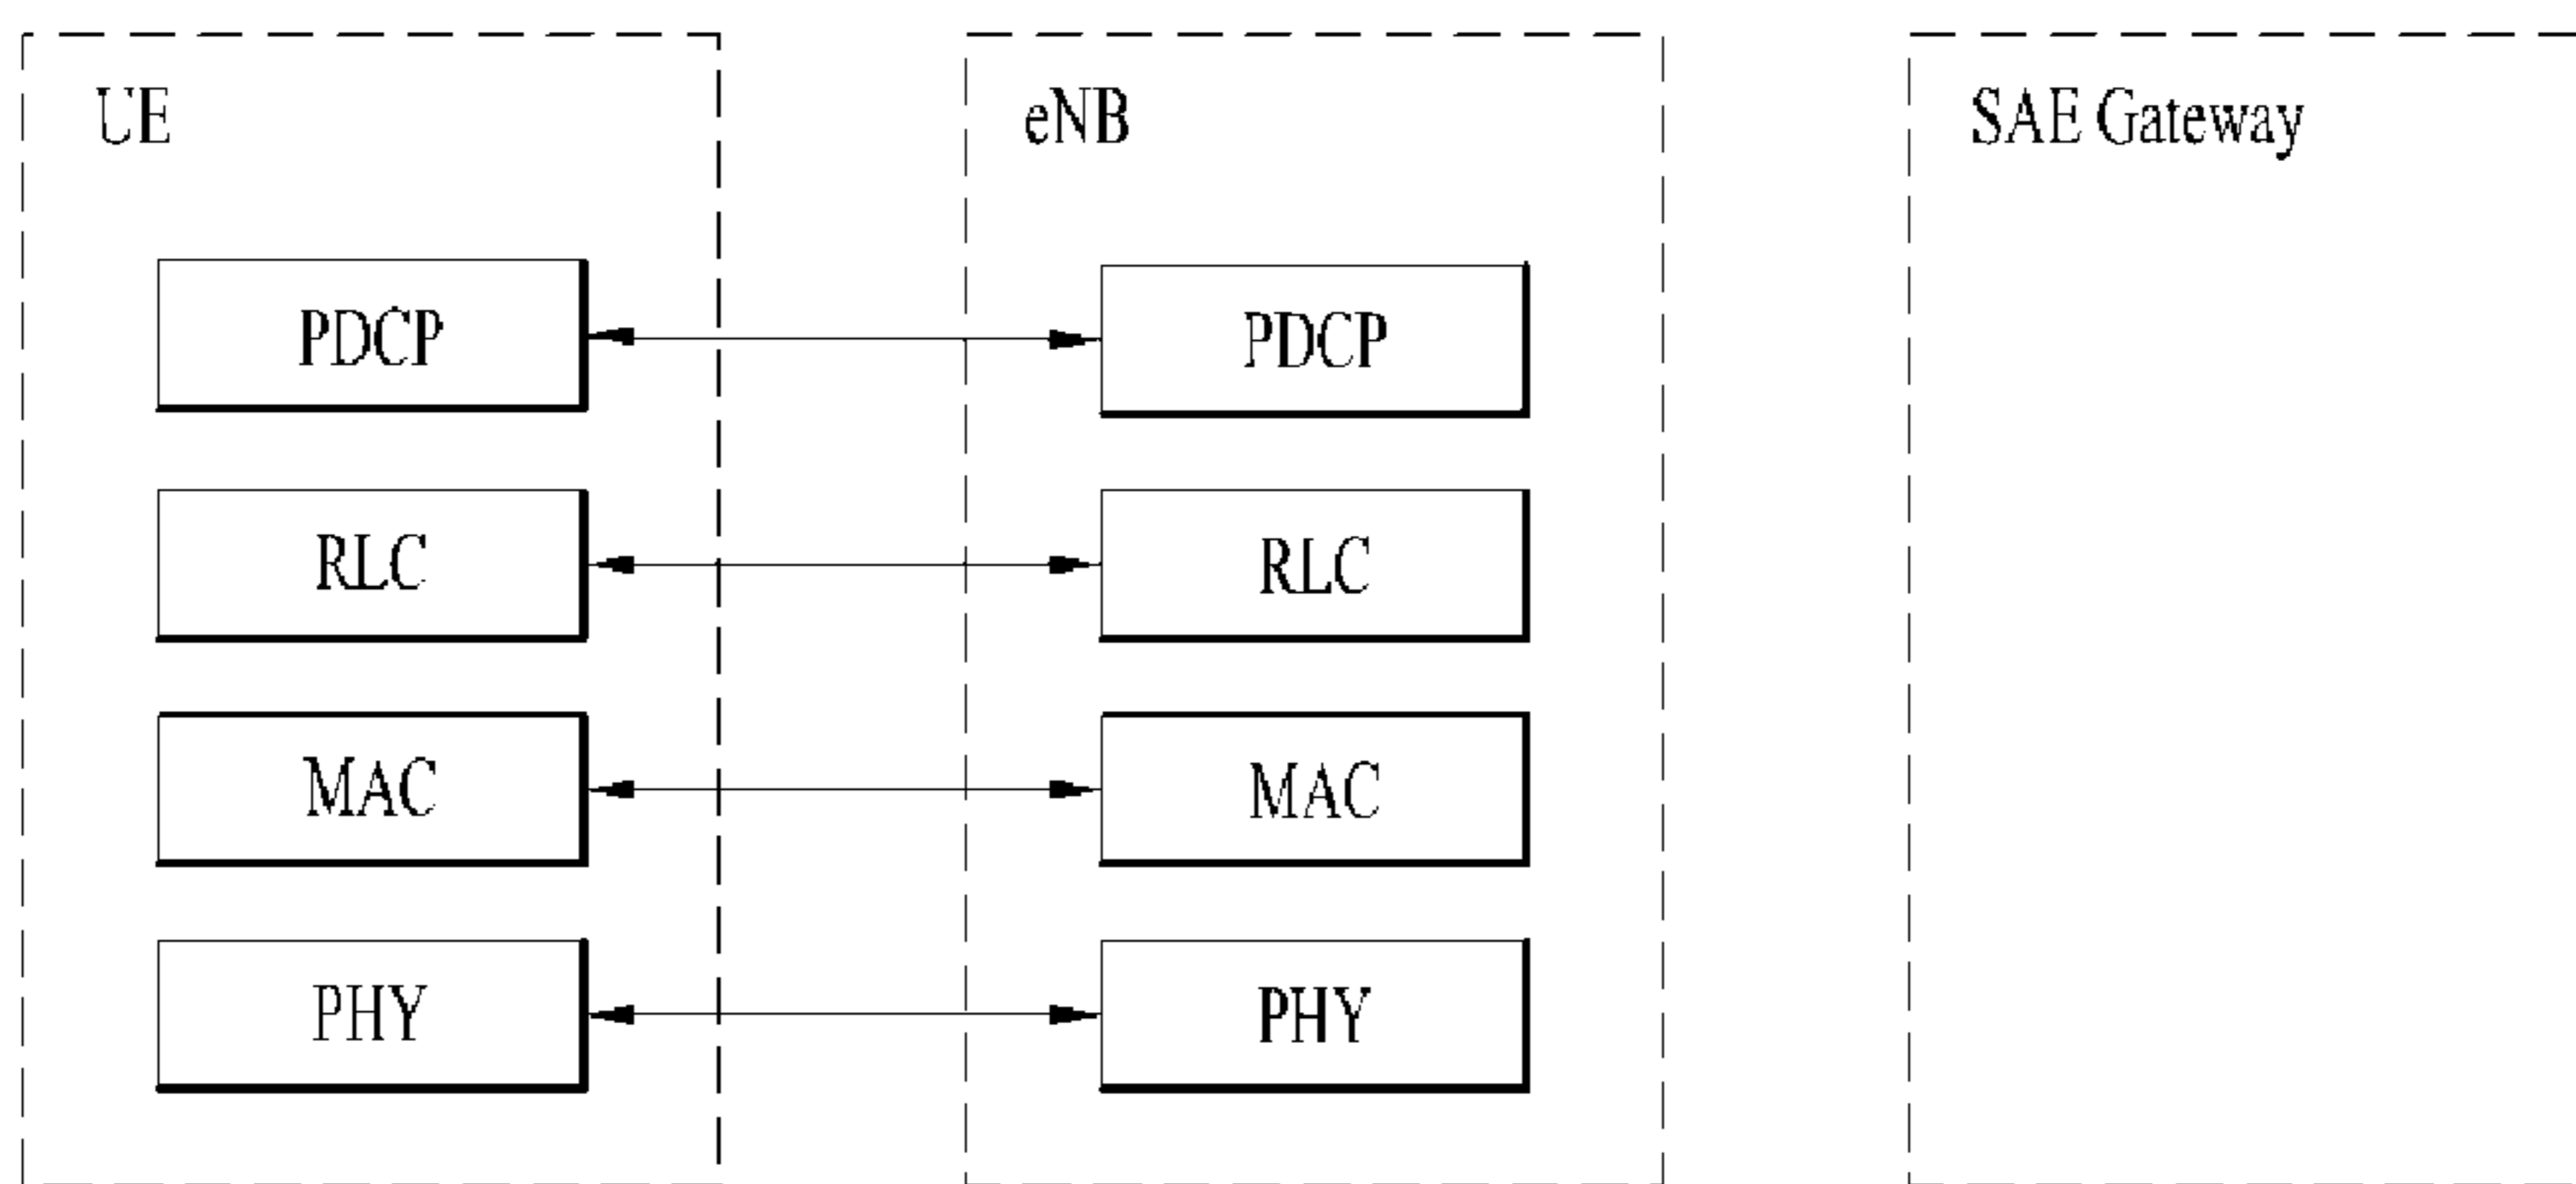 UE
eNB
SAE Gateway
PDCP
PDCP
RLC
RLC
MAC
MAC
PHY
PHY